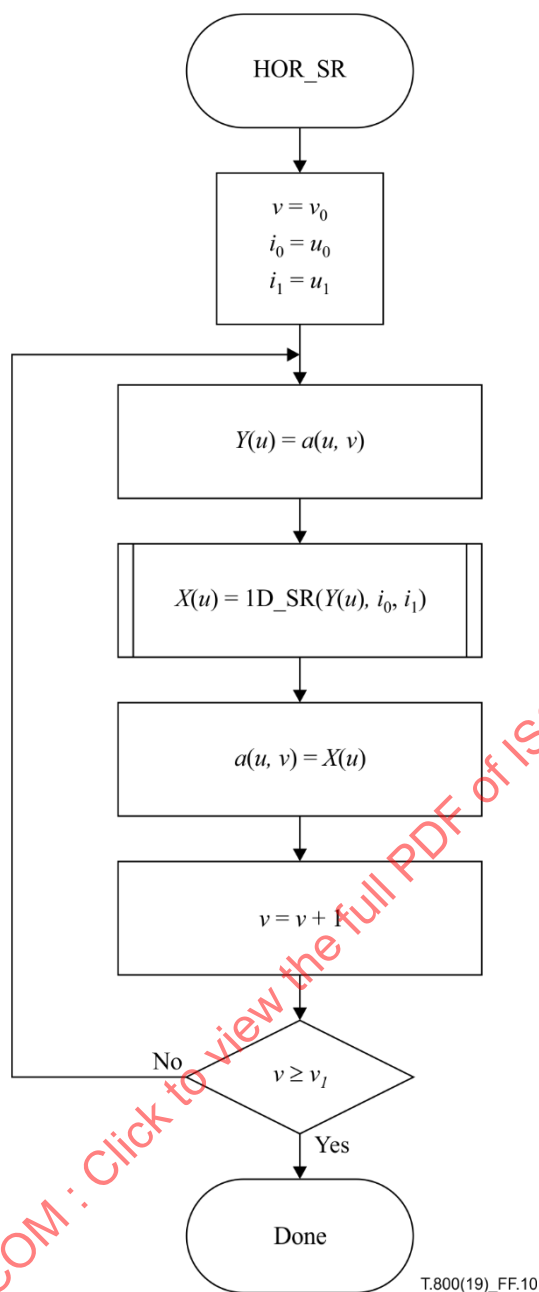 HOR_SR
v = v₀
i₀ = u₀
i₁ = u₁
Y(u) = a(u, v)
X(u) = 1D_SR(Y(u), i₀, i₁)
a(u, v) = X(u)
v = v + 1
No
v ≥ v₁
Yes
Done
T.800(19)_FF.10
COM : Click to view the full PDF of IS